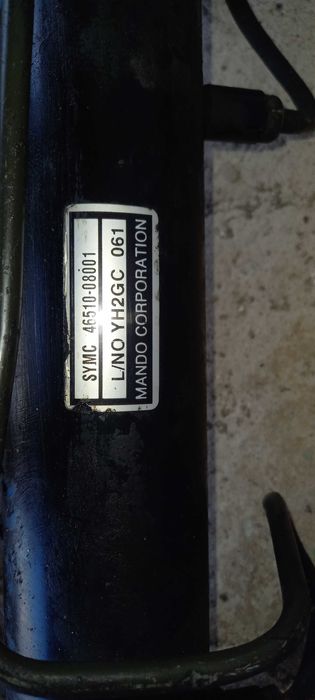 SYMC 46510-08001
L/NO YH2GC 061
MANDO CORPORATION